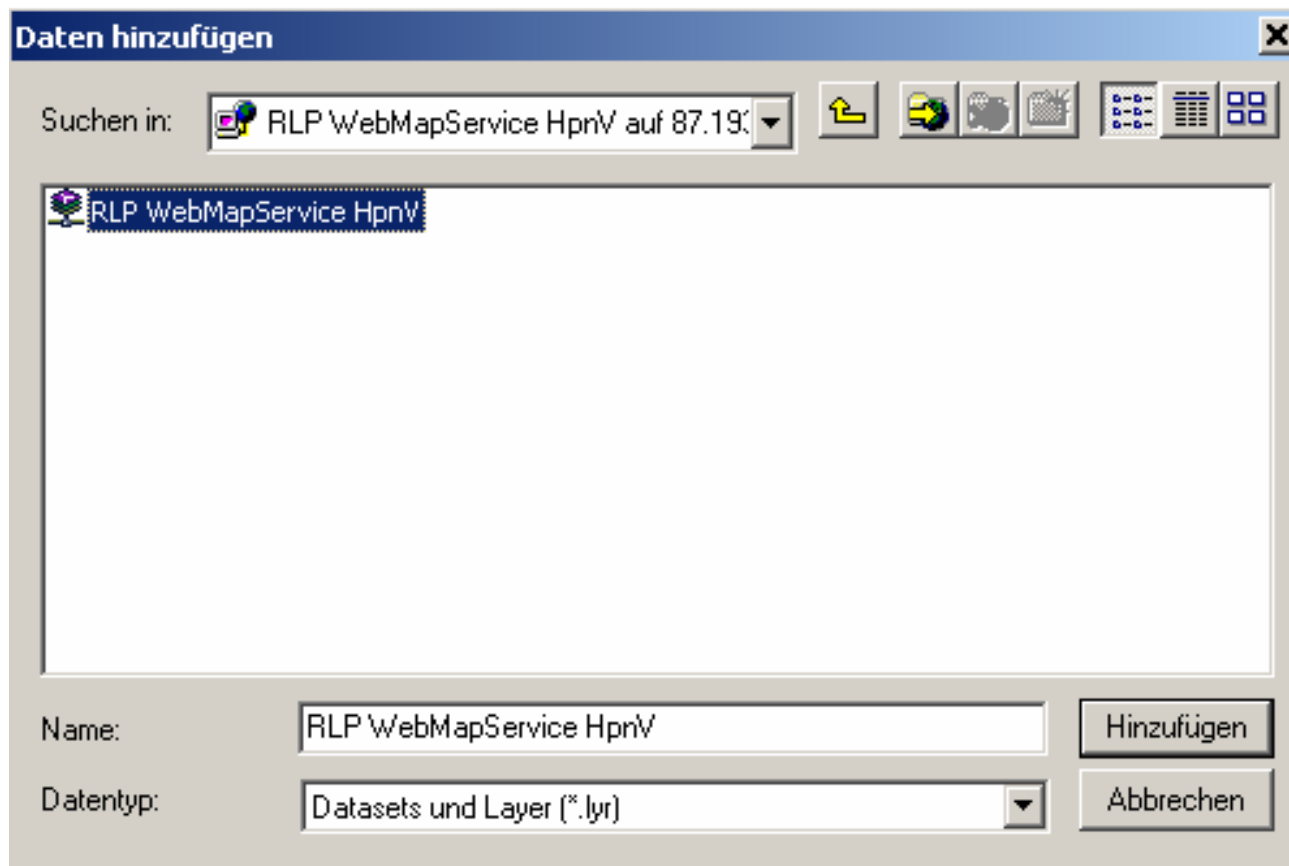 Daten hinzufügen
Suchen in: RLP WebMapService HpnV auf 87.193
RLP WebMapService HpnV
Name: RLP WebMapService HpnV Hinzufügen
Datentyp: Datasets und Layer (*.lyr) Abbrechen